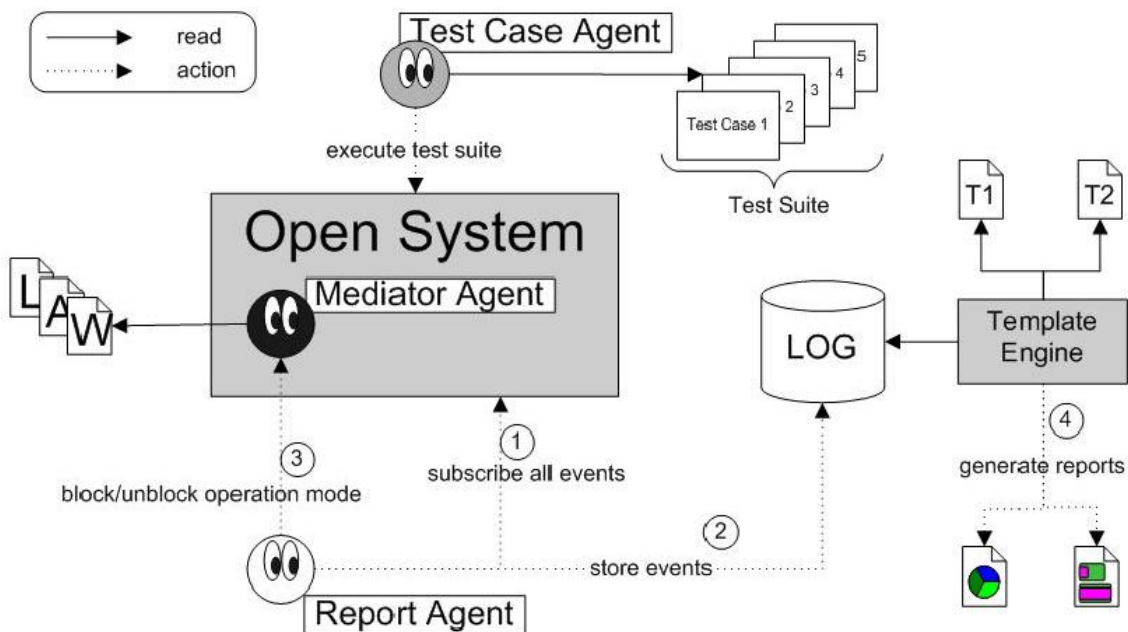 read
action
Test Case Agent
5
4
3
2
Test Case 1
execute test suite
Test Suite
T1
T2
Open System
Mediator Agent
L
A
W
LOG
Template
Engine
1
subscribe all events
3
block/unblock operation mode
4
generate reports
2
store events
Report Agent